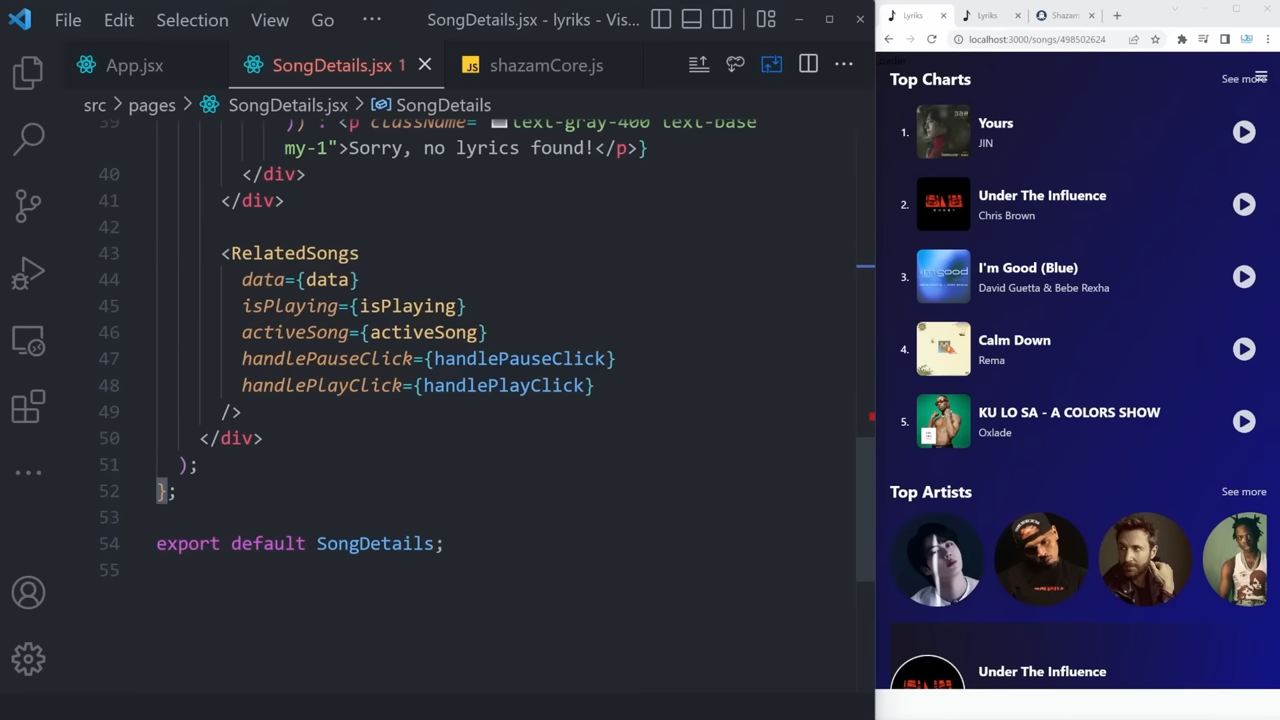 File Edit Selection View Go ··· SongDetails.jsx - lyriks - Vis...
App.jsx SongDetails.jsx 1 shazamCore.js
src > pages > SongDetails.jsx > SongDetails
39 )) : <p className="text-gray-400 text-base
my-1">Sorry, no lyrics found!</p>}
40 </div>
41 </div>
42
43 <RelatedSongs
44 data={data}
45 isPlaying={isPlaying}
46 activeSong={activeSong}
47 handlePauseClick={handlePauseClick}
48 handlePlayClick={handlePlayClick}
49 />
50 </div>
51 );
52 };
53
54 export default SongDetails;
55
Lyriks Lyriks Shazam
localhost:3000/songs/498502624
Top Charts See more
1. Yours
JIN
2. Under The Influence
Chris Brown
3. I'm Good (Blue)
David Guetta & Bebe Rexha
4. Calm Down
Rema
5. KU LO SA - A COLORS SHOW
Oxlade
Top Artists See more
Under The Influence